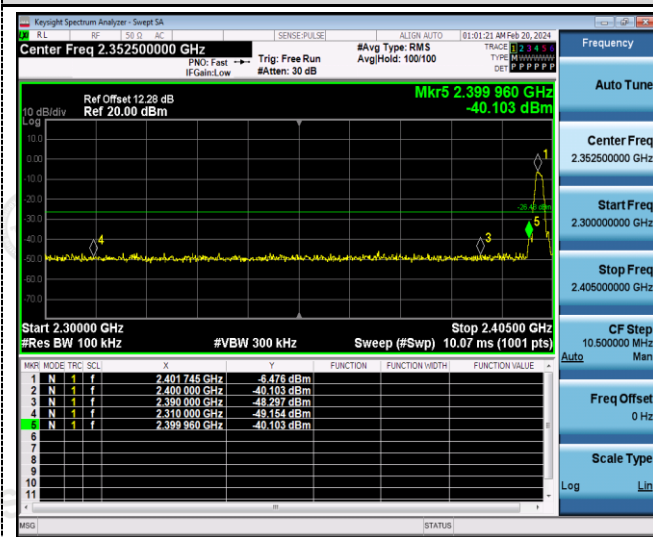 Keysight Spectrum Analyzer - Swept SA
RL RF 50 Ω AC SENSE:PULSE ALIGN AUTO 01:01:21 AM Feb 20, 2024
Center Freq 2.352500000 GHz #Avg Type: RMS TRACE 1 2 3 4 5 6
PNO: Fast Trig: Free Run Avg|Hold: 100/100 TYPE M WWWWW
IFGain:Low #Atten: 30 dB DET P P P P P P
Frequency
Mkr5 2.399 960 GHz
-40.103 dBm
Ref Offset 12.28 dB
10 dB/div Ref 20.00 dBm
Log
10.0
0.00
-10.0
-20.0
-30.0
-40.0
-50.0
-60.0
-70.0
1
5
3
4
Start 2.30000 GHz Stop 2.40500 GHz
#Res BW 100 kHz #VBW 300 kHz Sweep (#Swp) 10.07 ms (1001 pts)
MKR MODE TRC SCL X Y FUNCTION FUNCTION WIDTH FUNCTION VALUE
1 N 1 f 2.401 745 GHz -6.476 dBm
2 N 1 f 2.400 000 GHz -40.103 dBm
3 N 1 f 2.390 000 GHz -48.297 dBm
4 N 1 f 2.310 000 GHz -49.154 dBm
5 N 1 f 2.399 960 GHz -40.103 dBm
6
7
8
9
10
11
MSG STATUS
Auto Tune
Center Freq
2.352500000 GHz
Start Freq
2.300000000 GHz
Stop Freq
2.405000000 GHz
CF Step
10.500000 MHz
Auto Man
Freq Offset
0 Hz
Scale Type
Log Lin